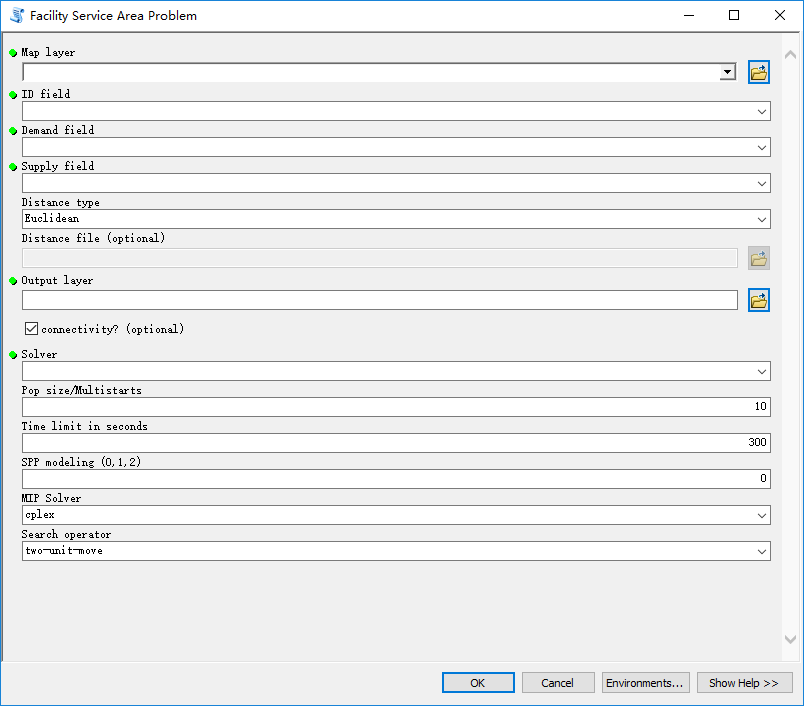 Facility Service Area Problem
Map layer
ID field
Demand field
Supply field
Distance type
Euclidean
Distance file (optional)
Output layer
connectivity? (optional)
Solver
Pop size/Multistarts
10
Time limit in seconds
300
SPP modeling (0,1,2)
0
MIP Solver
cplex
Search operator
two-unit-move
OK
Cancel
Environments...
Show Help >>